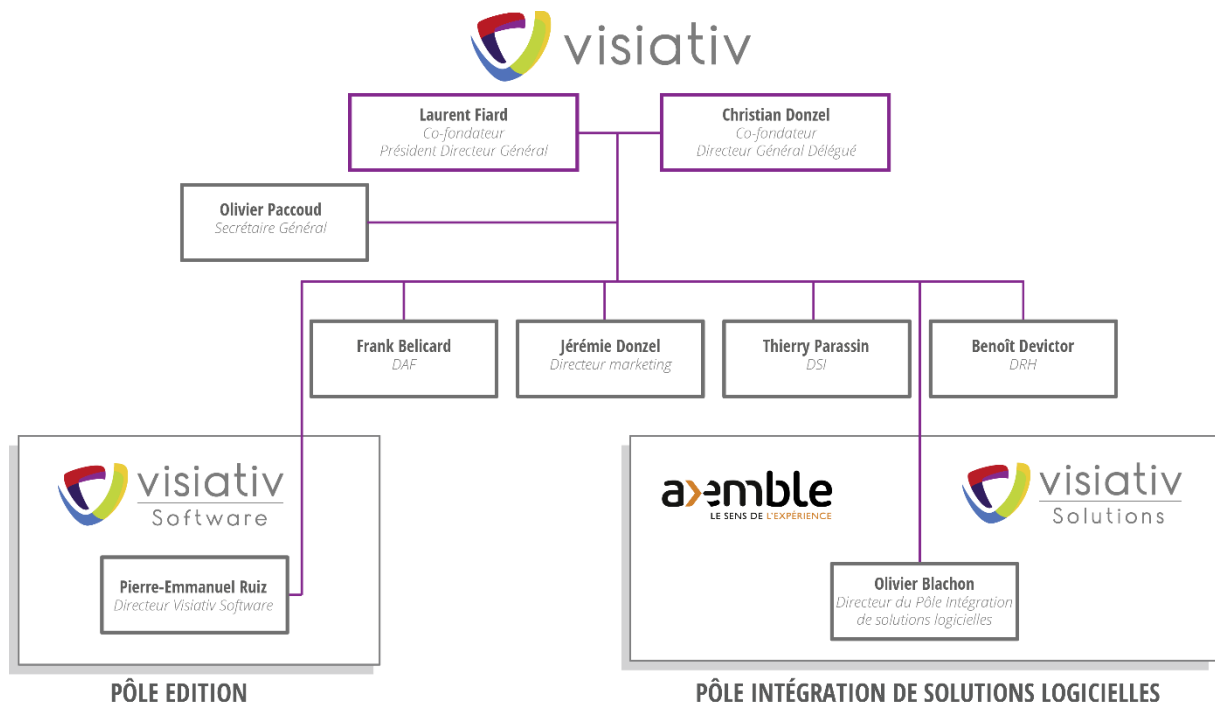 visiativ
Laurent Fiard
Co-fondateur
Président Directeur Général
Christian Donzel
Co-fondateur
Directeur Général Délégué
Olivier Paccoud
Secrétaire Général
Frank Belicard
DAF
Jérémie Donzel
Directeur marketing
Thierry Parassin
DSI
Benoît Devictor
DRH
visiativ
Software
Pierre-Emmanuel Ruiz
Directeur Visiativ Software
PÔLE EDITION
axemble
LE SENS DE L'EXPÉRIENCE
visiativ
Solutions
Olivier Blachon
Directeur du Pôle Intégration
de solutions logicielles
PÔLE INTÉGRATION DE SOLUTIONS LOGICIELLES